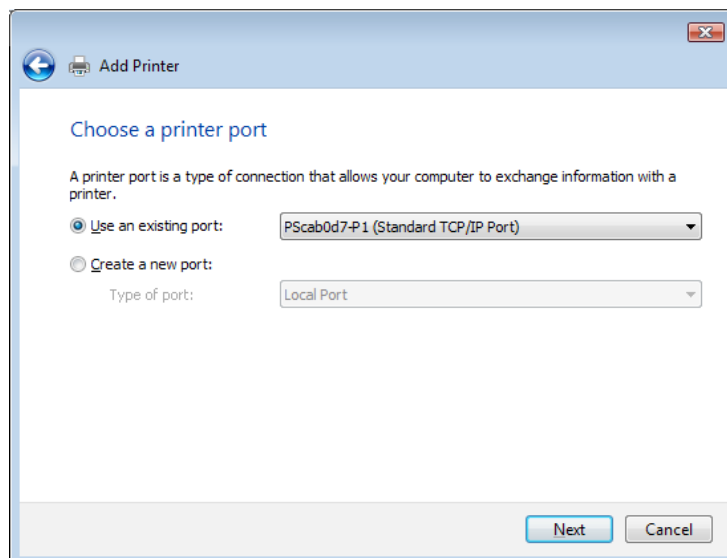 Add Printer
Choose a printer port
A printer port is a type of connection that allows your computer to exchange information with a
printer.
Use an existing port: PScab0d7-P1 (Standard TCP/IP Port)
Create a new port:
Type of port: Local Port
Next Cancel